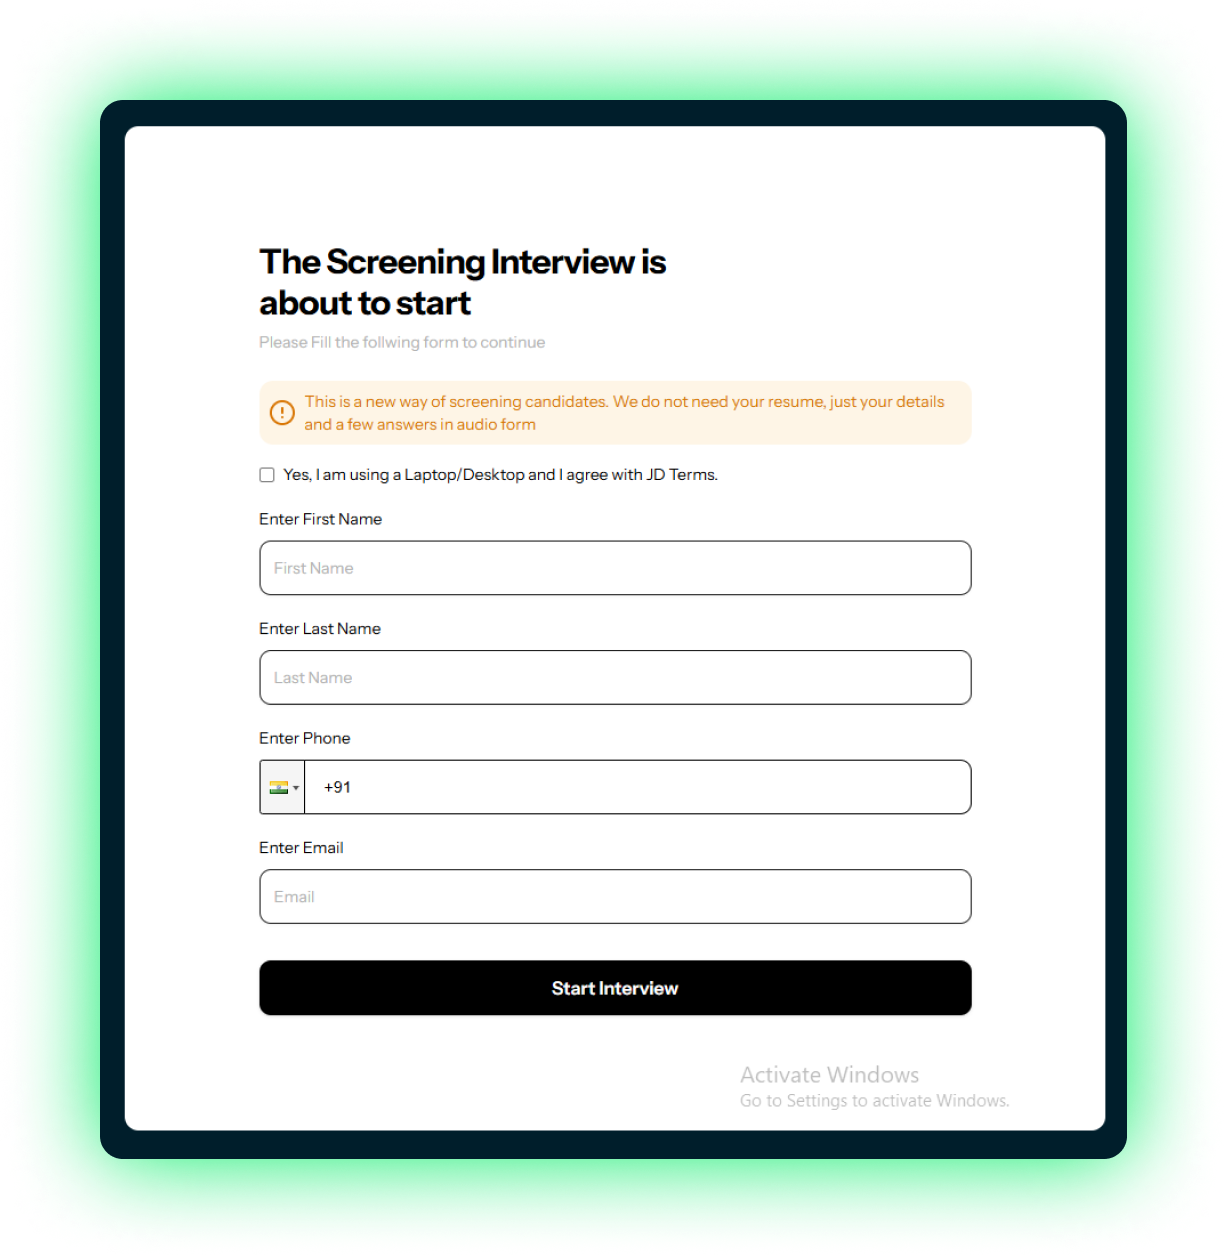 The Screening Interview is
about to start
Please Fill the follwing form to continue
This is a new way of screening candidates. We do not need your resume, just your details
and a few answers in audio form
Yes, I am using a Laptop/Desktop and I agree with JD Terms.
Enter First Name
First Name
Enter Last Name
Last Name
Enter Phone
+91
Enter Email
Email
Start Interview
Activate Windows
Go to Settings to activate Windows.